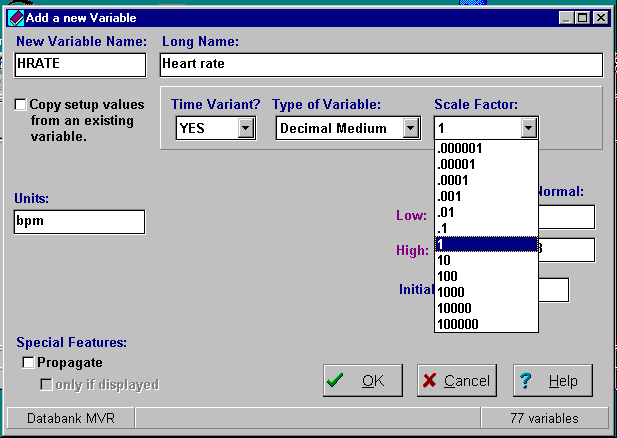 Add a new Variable
New Variable Name: Long Name:
HRATE Heart rate
Copy setup values
from an existing
variable.
Time Variant? Type of Variable: Scale Factor:
YES Decimal Medium 1
.000001
.00001
.0001
.001
.01
.1
1
10
100
1000
10000
100000
Units:
bpm
Normal:
Low:
High:
Initial
Special Features:
Propagate
only if displayed
OK Cancel Help
Databank MVR 77 variables